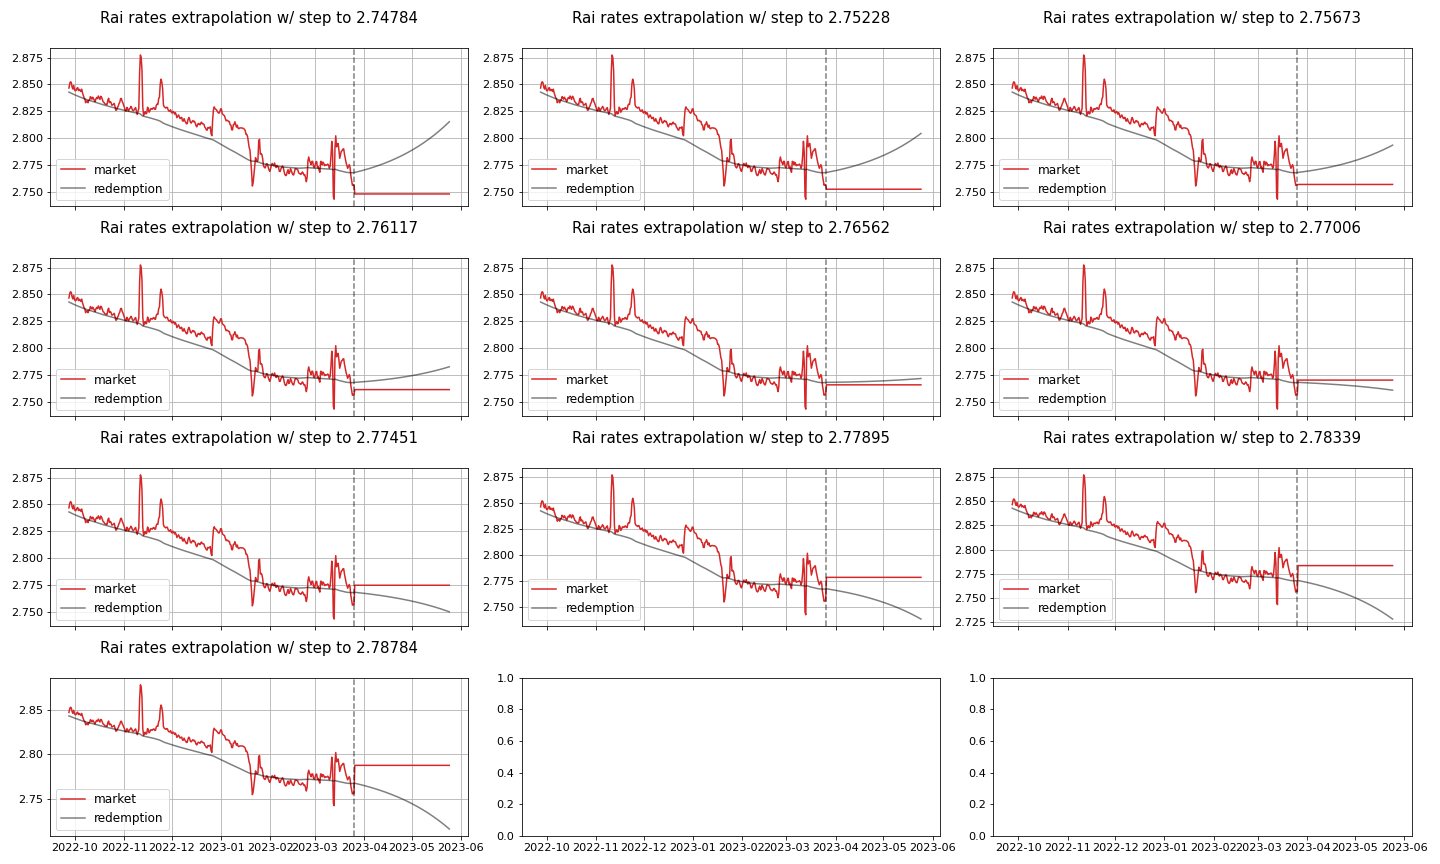 Rai rates extrapolation w/ step to 2.74784
Rai rates extrapolation w/ step to 2.75228
Rai rates extrapolation w/ step to 2.75673
2.875
2.850
2.825
2.800
2.775
2.750
market
redemption
2.875
2.850
2.825
2.800
2.775
2.750
market
redemption
2.875
2.850
2.825
2.800
2.775
2.750
market
redemption
Rai rates extrapolation w/ step to 2.76117
Rai rates extrapolation w/ step to 2.76562
Rai rates extrapolation w/ step to 2.77006
2.875
2.850
2.825
2.800
2.775
2.750
market
redemption
2.875
2.850
2.825
2.800
2.775
2.750
market
redemption
2.875
2.850
2.825
2.800
2.775
2.750
market
redemption
Rai rates extrapolation w/ step to 2.77451
Rai rates extrapolation w/ step to 2.77895
Rai rates extrapolation w/ step to 2.78339
2.875
2.850
2.825
2.800
2.775
2.750
market
redemption
2.875
2.850
2.825
2.800
2.775
2.750
market
redemption
2.875
2.850
2.825
2.800
2.775
2.750
2.725
market
redemption
Rai rates extrapolation w/ step to 2.78784
2.85
2.80
2.75
market
redemption
2022-10 2022-11 2022-12 2023-01 2023-02 2023-03 2023-04 2023-05 2023-06
1.0
0.8
0.6
0.4
0.2
0.0
2022-10 2022-11 2022-12 2023-01 2023-02 2023-03 2023-04 2023-05 2023-06
1.0
0.8
0.6
0.4
0.2
0.0
2022-10 2022-11 2022-12 2023-01 2023-02 2023-03 2023-04 2023-05 2023-06